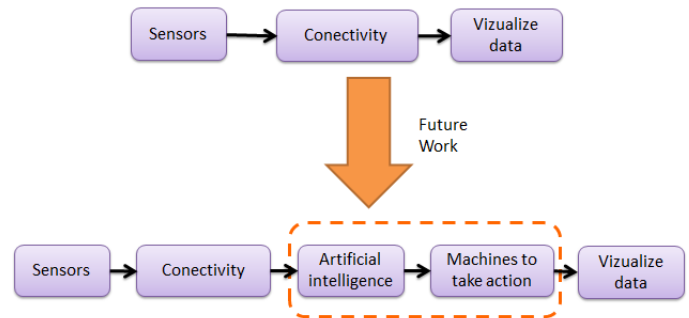 Sensors
Conectivity
Vizualize
data
Future
Work
Sensors
Conectivity
Artificial
intelligence
Machines to
take action
Vizualize
data